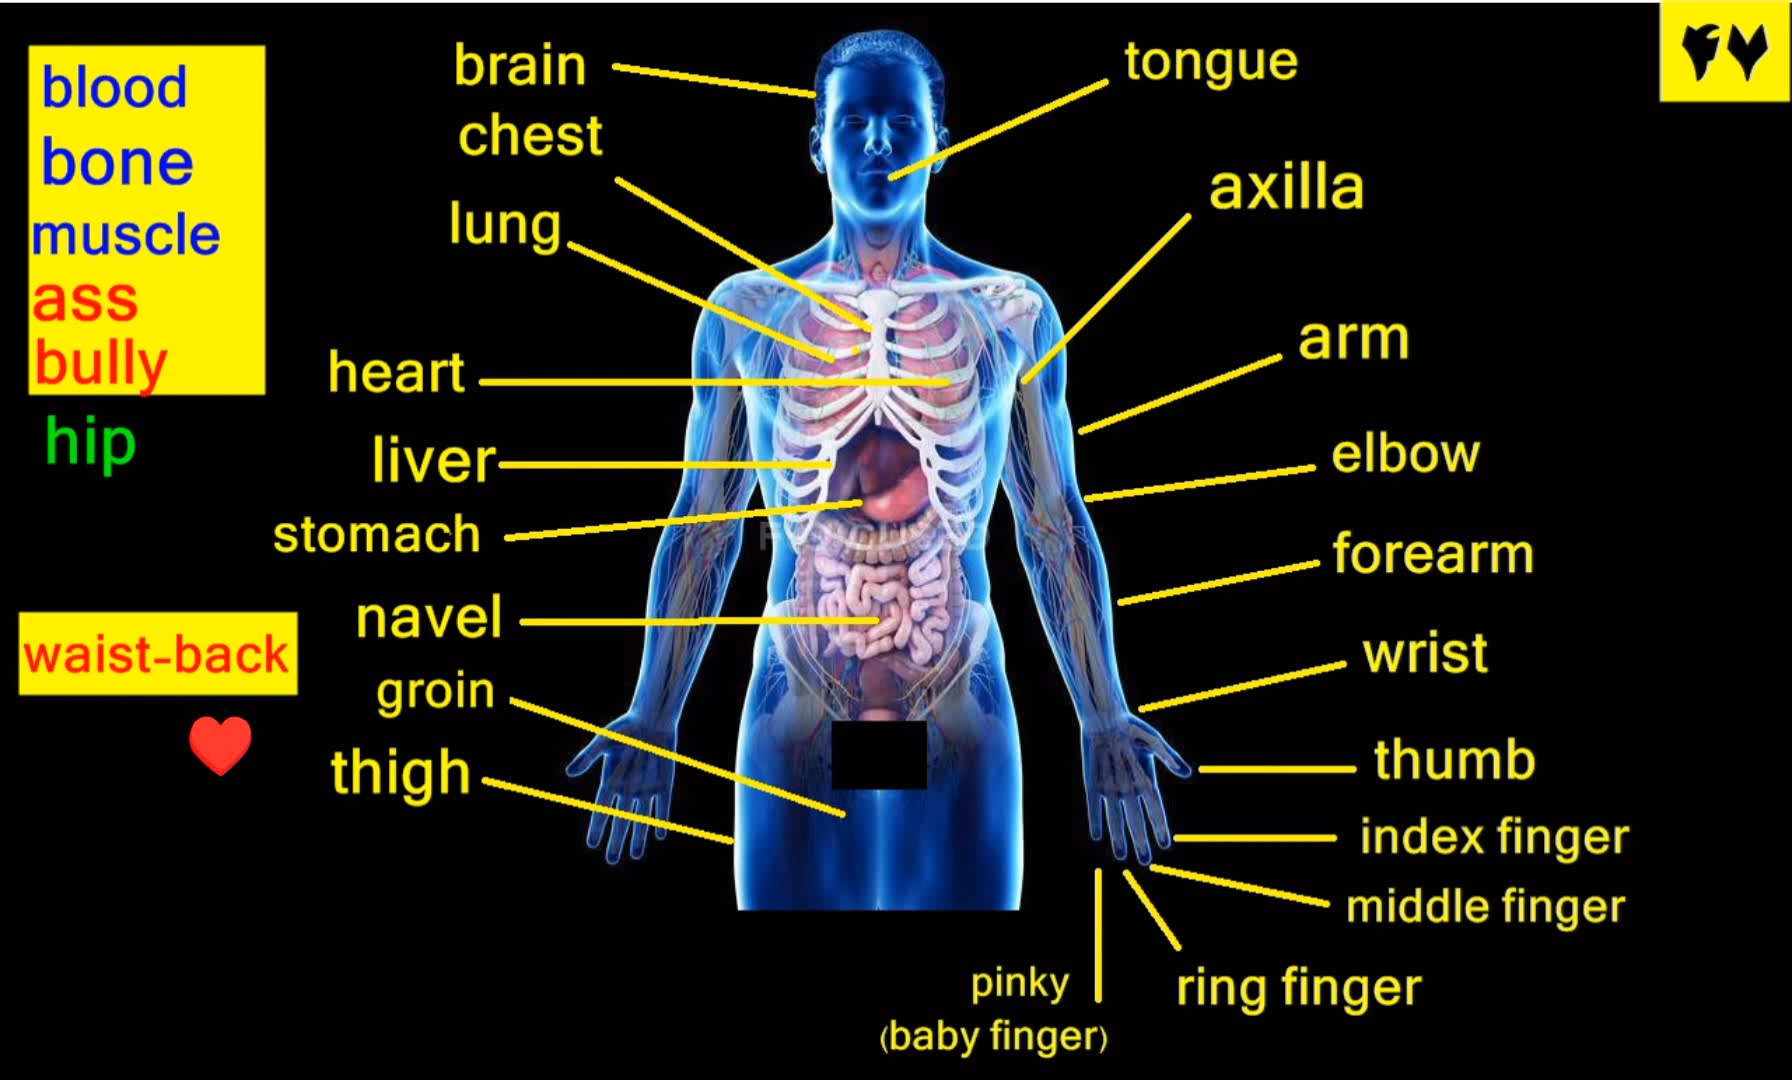 blood
bone
muscle
ass
bully
hip
waist-back
brain
chest
lung
heart
liver
stomach
navel
groin
thigh
tongue
axilla
arm
elbow
forearm
wrist
thumb
index finger
middle finger
ring finger
pinky
(baby finger)